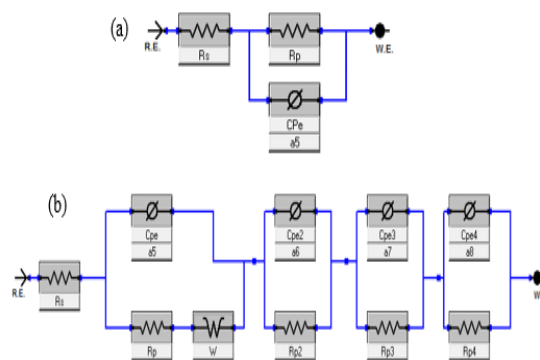 (a)
R.E.
Rs
Rp
W.E.
CPe
a5
(b)
Cpe
a5
Cpe2
a6
Cpe3
a7
Cpe4
a8
R.E.
Rs
Rp
W
Rp2
Rp3
Rp4
W